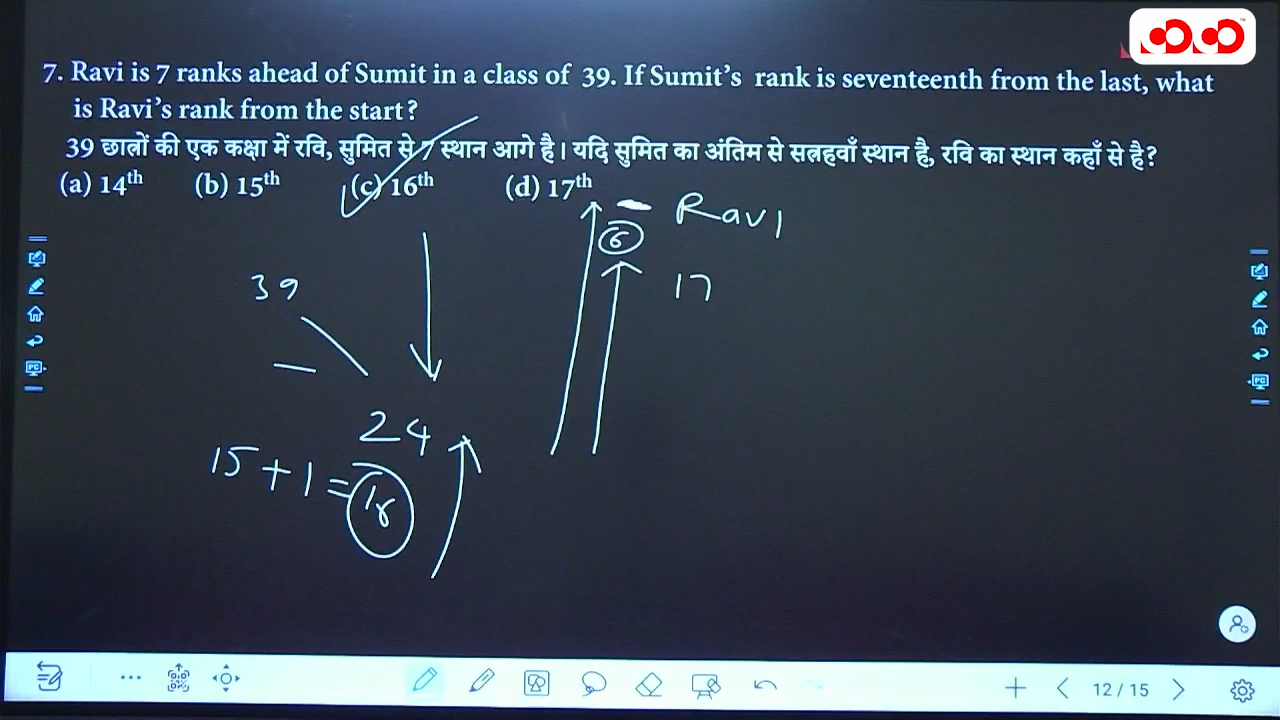 7. Ravi is 7 ranks ahead of Sumit in a class of 39. If Sumit's rank is seventeenth from the last, what
is Ravi's rank from the start?
39 छात्रों की एक कक्षा में रवि, सुमित से 7 स्थान आगे है। यदि सुमित का अंतिम से सत्रहवाँ स्थान है, रवि का स्थान कहाँ से है?
(a) 14th (b) 15th (c) 16th (d) 17th
Ravi
6
17
39
24
15+1=
12 / 15